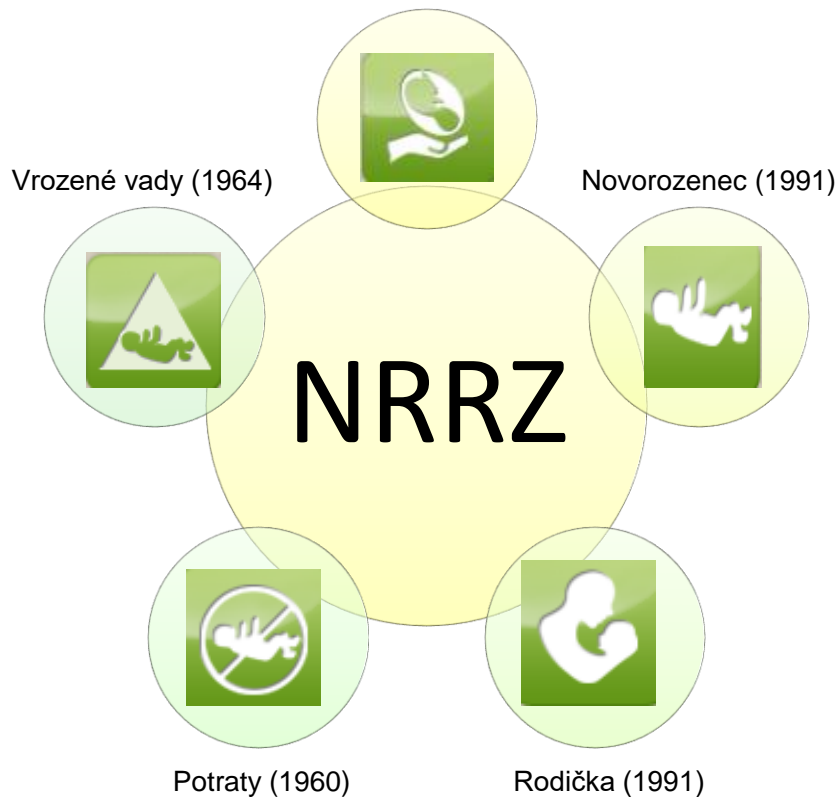 Vrozené vady (1964)
Novorozenec (1991)
NRRZ
Potraty (1960)
Rodička (1991)